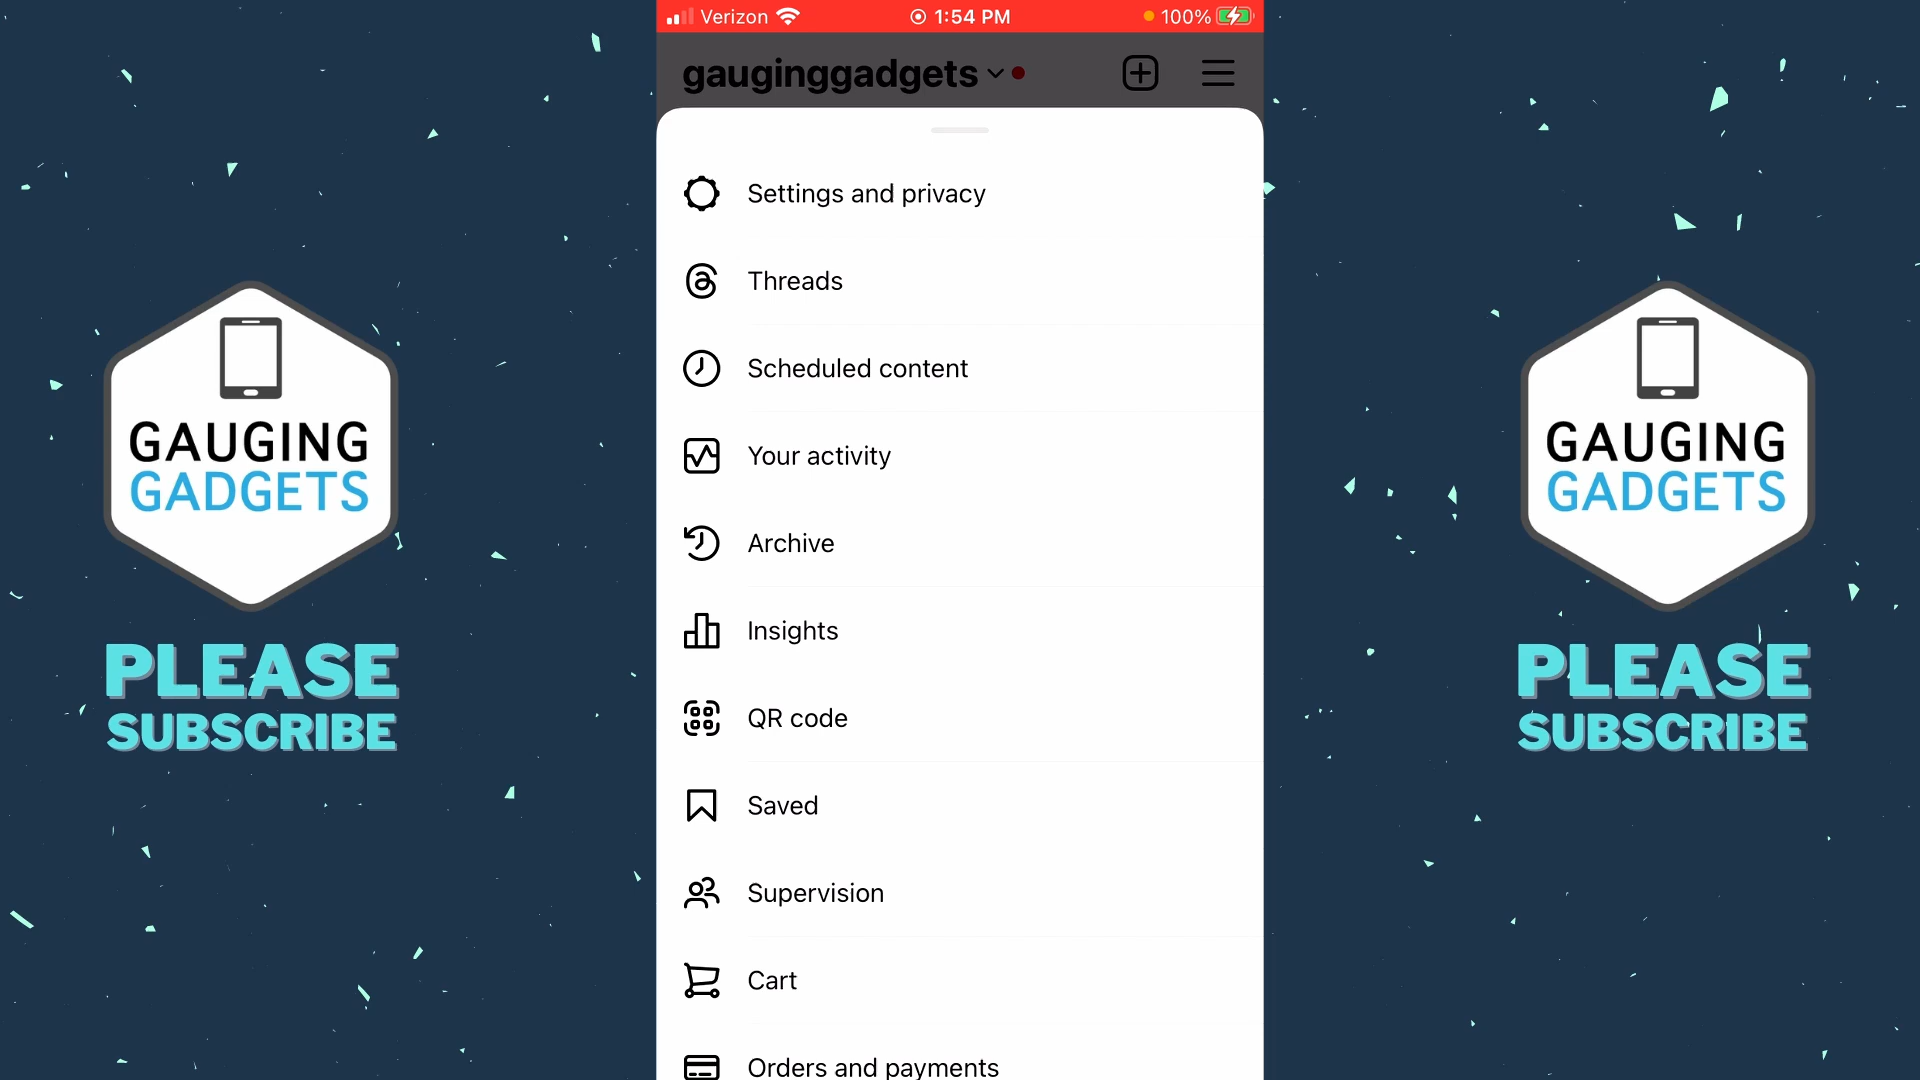 Verizon 1:54 PM 100%
gauginggadgets
Settings and privacy
Threads
Scheduled content
Your activity
Archive
Insights
QR code
Saved
Supervision
Cart
Orders and payments
GAUGING
GADGETS
PLEASE
SUBSCRIBE
GAUGING
GADGETS
PLEASE
SUBSCRIBE